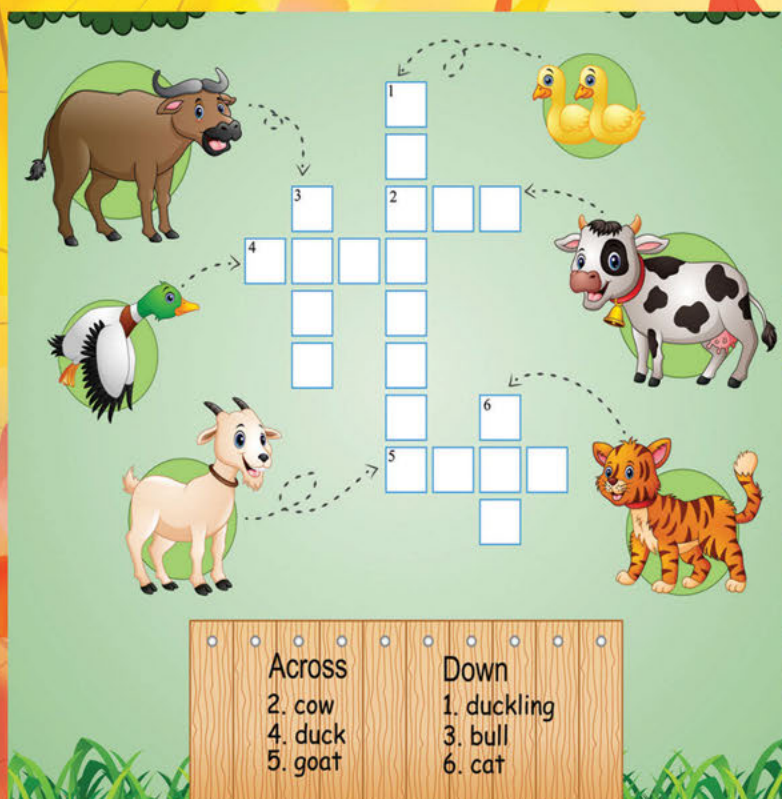 1
3
2
4
6
5
Across
2. cow
4. duck
5. goat
Down
1. duckling
3. bull
6. cat